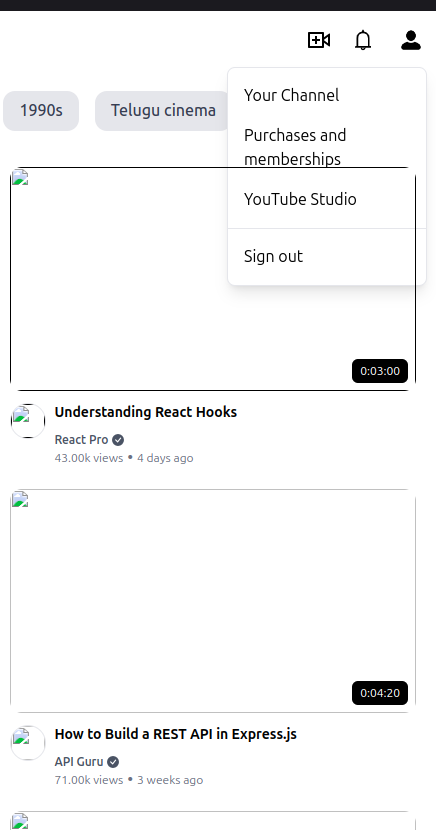 Your Channel
1990s
Telugu cinema
Purchases and
memberships
YouTube Studio
Sign out
0:03:00
Understanding React Hooks
React Pro
43.00k views • 4 days ago
0:04:20
How to Build a REST API in Express.js
API Guru
71.00k views • 3 weeks ago